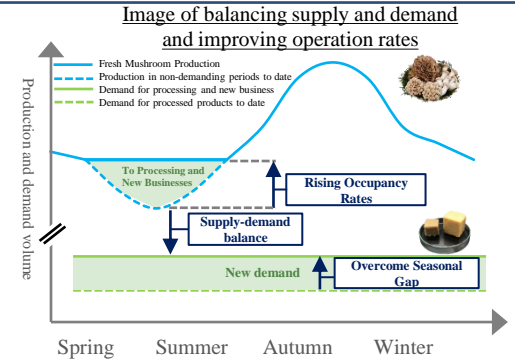 Image of balancing supply and demand
and improving operation rates
Fresh Mushroom Production
Production in non-demanding periods to date
Demand for processing and new business
Demand for processed products to date
Production and demand
volume
To Processing and
New Businesses
Rising Occupancy
Rates
Supply-demand
balance
New demand
Overcome Seasonal
Gap
Spring
Summer
Autumn
Winter